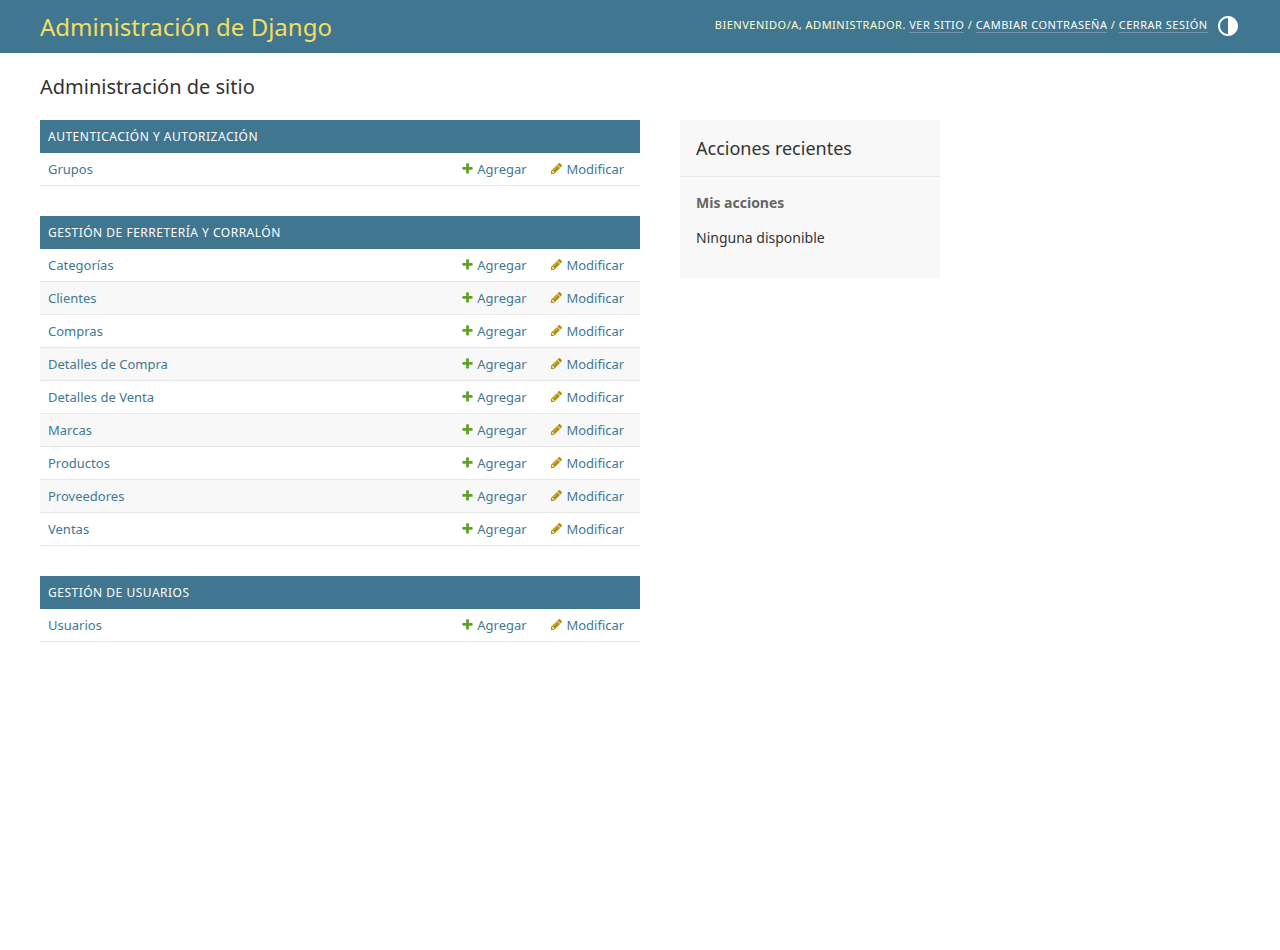 Administración de Django
BIENVENIDO/A, ADMINISTRADOR. VER SITIO / CAMBIAR CONTRASEÑA / CERRAR SESIÓN
Administración de sitio
AUTENTICACIÓN Y AUTORIZACIÓN
Grupos Agregar Modificar
GESTIÓN DE FERRETERÍA Y CORRALÓN
Categorías Agregar Modificar
Clientes Agregar Modificar
Compras Agregar Modificar
Detalles de Compra Agregar Modificar
Detalles de Venta Agregar Modificar
Marcas Agregar Modificar
Productos Agregar Modificar
Proveedores Agregar Modificar
Ventas Agregar Modificar
GESTIÓN DE USUARIOS
Usuarios Agregar Modificar
Acciones recientes
Mis acciones
Ninguna disponible